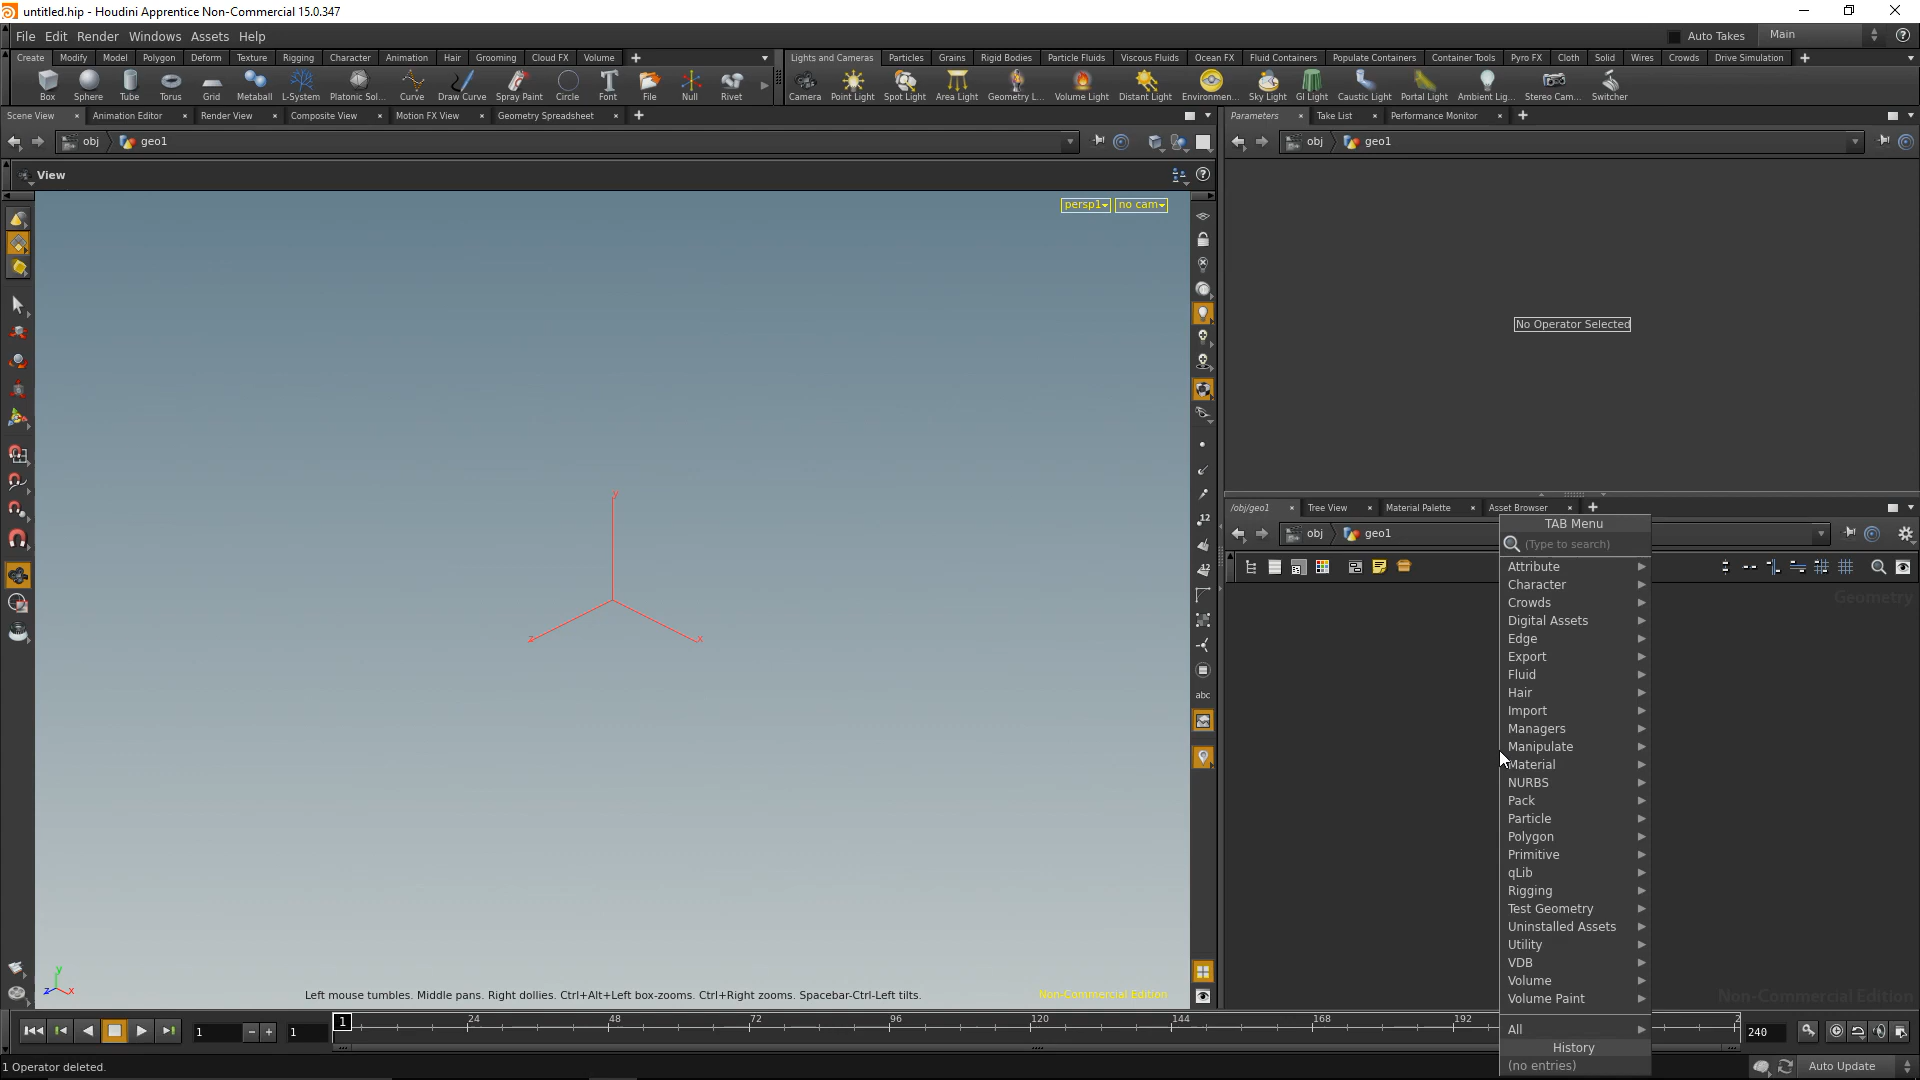 untitled.hip - Houdini Apprentice Non-Commercial 15.0.347
File Edit Render Windows Assets Help
Auto Takes Main
Create Modify Model Polygon Deform Texture Rigging Character Animation Hair Grooming Cloud FX Volume
Lights and Cameras Particles Grains Rigid Bodies Particle Fluids Viscous Fluids Ocean FX Fluid Containers Populate Containers Container Tools Pyro FX Cloth Solid Wires Crowds Drive Simulation
Box Sphere Tube Torus Grid Metaball L-System Platonic Sol... Curve Draw Curve Spray Paint Circle Font File Null Rivet
Camera Point Light Spot Light Area Light Geometry L... Volume Light Distant Light Environmen... Sky Light GI Light Caustic Light Portal Light Ambient Lig... Stereo Cam... Switcher
Scene View Animation Editor Render View Composite View Motion FX View Geometry Spreadsheet
Parameters Take List Performance Monitor
obj geo1
obj geo1
View
persp1 no cam
No Operator Selected
y
z
x
12
12
abc
/obj/geo1 Tree View Material Palette Asset Browser
obj geo1
Geometry
TAB Menu
(Type to search)
Attribute
Character
Crowds
Digital Assets
Edge
Export
Fluid
Hair
Import
Managers
Manipulate
Material
NURBS
Pack
Particle
Polygon
Primitive
qLib
Rigging
Test Geometry
Uninstalled Assets
Utility
VDB
Volume
Volume Paint
All
History
(no entries)
Non-Commercial Edition
y
z x
Left mouse tumbles. Middle pans. Right dollies. Ctrl+Alt+Left box-zooms. Ctrl+Right zooms. Spacebar-Ctrl-Left tilts.
Non-Commercial Edition
1 1 1 24 48 72 96 120 144 168 192 2 240
1 Operator deleted.
Auto Update